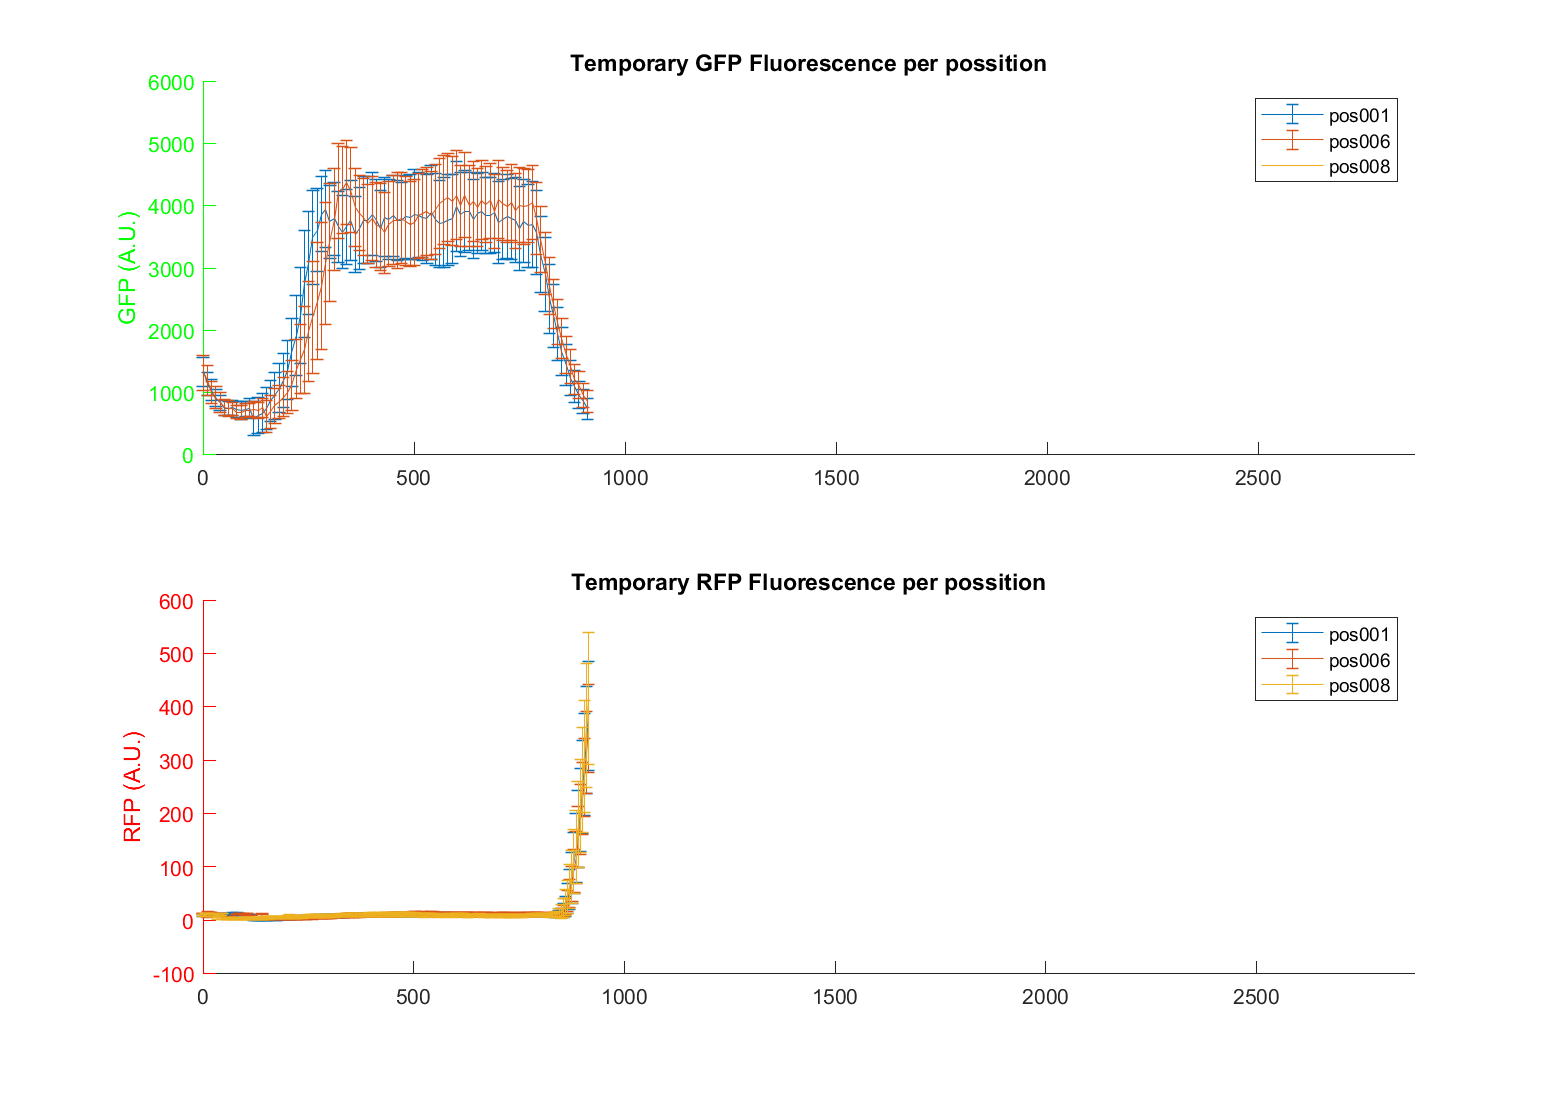 Temporary GFP Fluorescence per possition
6000
5000
4000
3000
2000
1000
0
GFP (A.U.)
0 500 1000 1500 2000 2500
pos001
pos006
pos008
Temporary RFP Fluorescence per possition
600
500
400
300
200
100
0
-100
RFP (A.U.)
0 500 1000 1500 2000 2500
pos001
pos006
pos008